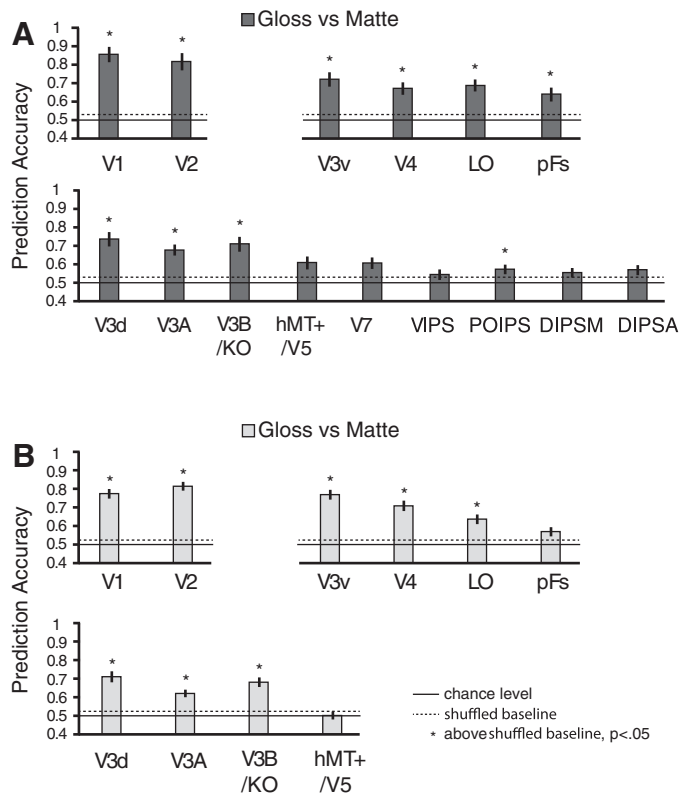 A
Gloss vs Matte
Prediction Accuracy
1
0.9
0.8
0.7
0.6
0.5
0.4
* * * * * *
V1 V2 V3v V4 LO pFs
1
0.9
0.8
0.7
0.6
0.5
0.4
* * * *
V3d V3A V3B hMT+ V7 VIPS POIPS DIPSM DIPSA
/KO /V5
B
Gloss vs Matte
Prediction Accuracy
1
0.9
0.8
0.7
0.6
0.5
0.4
* * * * *
V1 V2 V3v V4 LO pFs
1
0.9
0.8
0.7
0.6
0.5
0.4
* * *
V3d V3A V3B hMT+
/KO /V5
chance level
shuffled baseline
* above shuffled baseline, p<.05